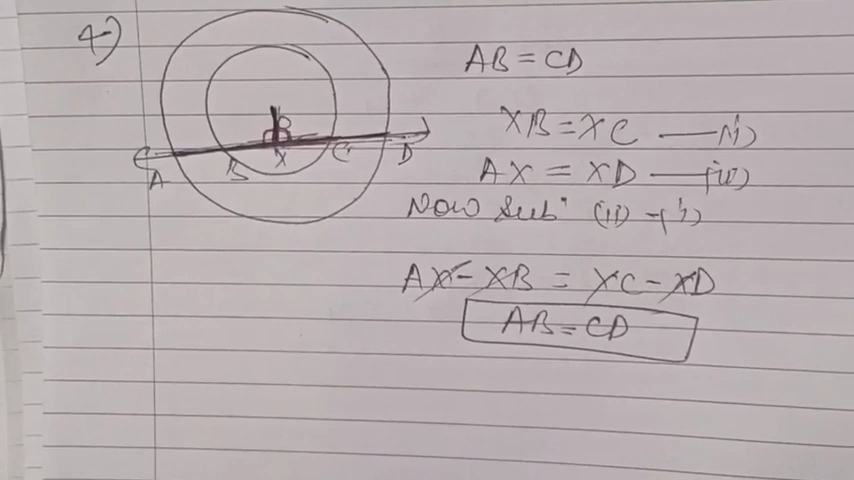 4)
AB = CD
XB = XC —(i)
AX = XD —(ii)
Now Sub' (ii) -(i)
AX - XB = XC - XD
AB = CD
A B X C D